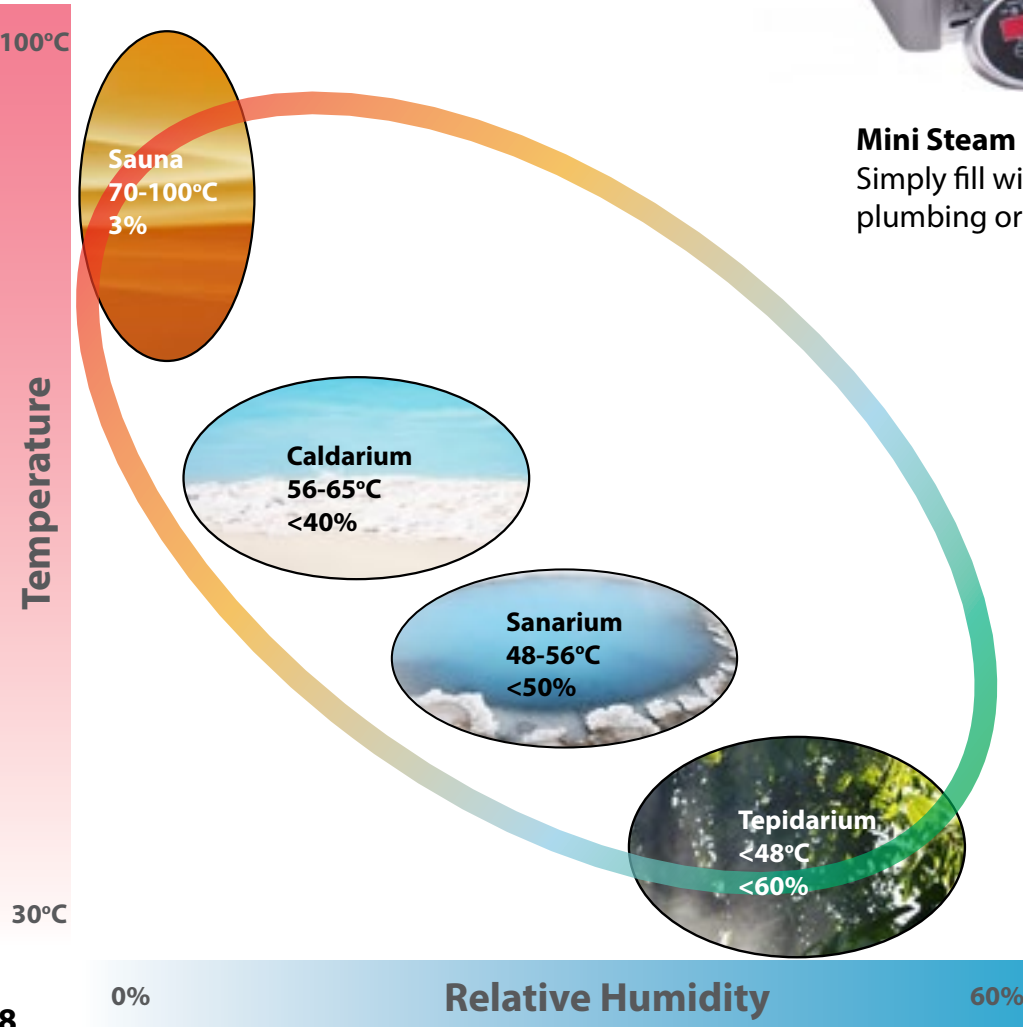 100ºC
Mini Steam
Simply fill wi
plumbing or
Sauna
70-100ºC
3%
Temperature
Caldarium
56-65ºC
<40%
Sanarium
48-56ºC
<50%
Tepidarium
<48ºC
<60%
30ºC
0%
Relative Humidity
60%
8